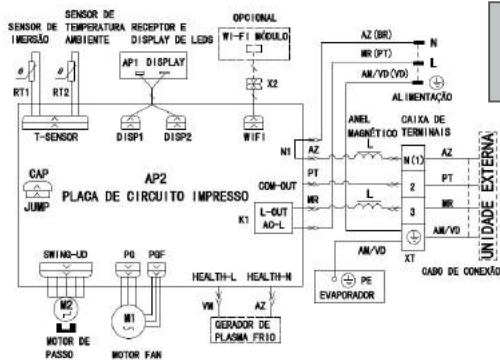 SENSOR DE IMERSÃO
SENSOR DE TEMPERATURA AMBIENTE
RECEPTOR E DISPLAY DE LEDS
OPCIONAL
WI-FI MÓDULO
AP1 DISPLAY
RT1
RT2
X2
T-SENSOR
DISP1
DISP2
WIFI
AZ(BR)
N
MR(PT)
L
AM/VD(VD)
ALIMENTAÇÃO
ANEL MAGNÉTICO
CAIXA DE TERMINAIS
N1
AZ
L
N(1)
AZ
CAP
JUMP
AP2
PLACA DE CIRCUITO IMPRESSO
COM-OUT
PT
2
PT
K1
L-OUT
AC-L
MR
L
3
MR
AM/VD
XT
AM/VD
UNIDADE EXTERNA
CABO DE CONEXÃO
PE
EVAPORADOR
SWING-UD
PG
PGF
HEALTH-L
HEALTH-N
VM
AZ
M2
M1
MOTOR DE PASSO
MOTOR FAN
GERADOR DE PLASMA FRIO